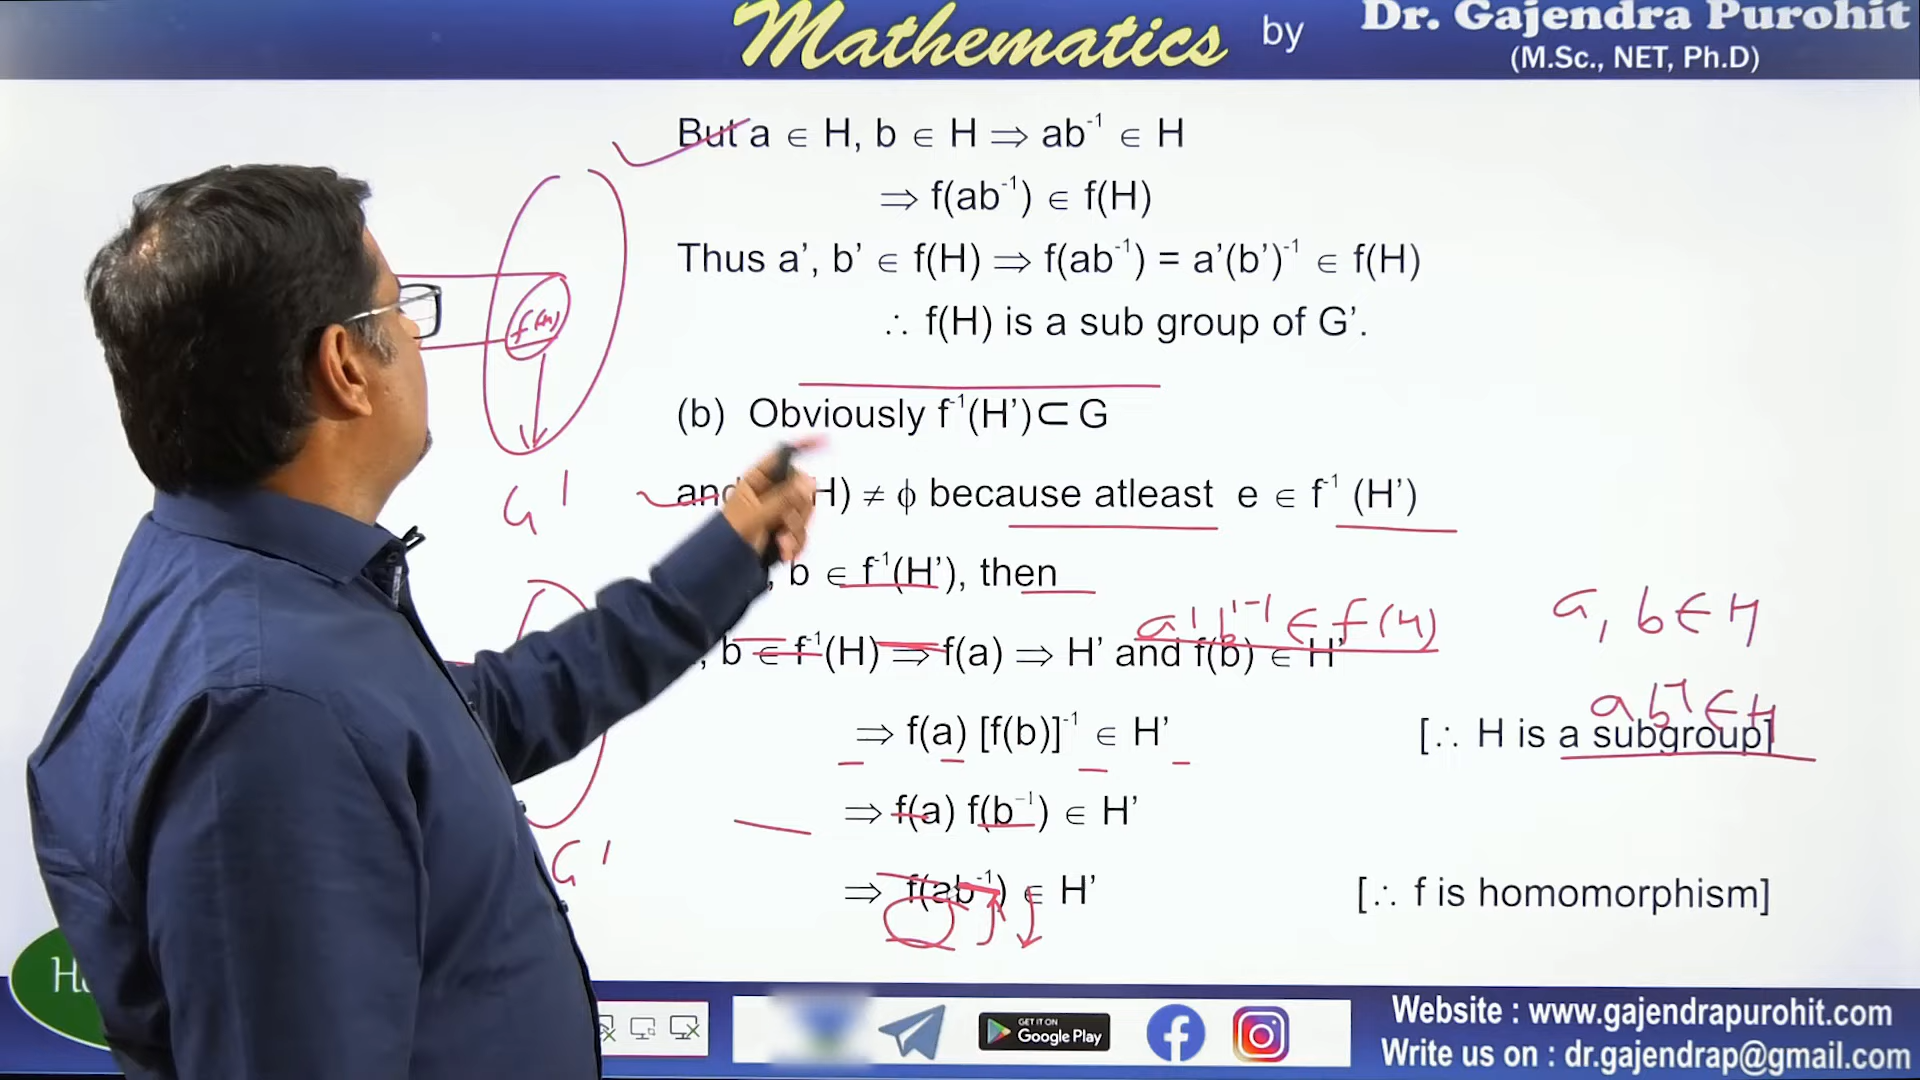 Mathematics by Dr. Gajendra Purohit
(M.Sc., NET, Ph.D)
But a ∈ H, b ∈ H ⇒ ab⁻¹ ∈ H
⇒ f(ab⁻¹) ∈ f(H)
Thus a’, b’ ∈ f(H) ⇒ f(ab⁻¹) = a’(b’)⁻¹ ∈ f(H)
∴ f(H) is a sub group of G’.
f(H)
G'
(b) Obviously f⁻¹(H’) ⊂ G
and H) ≠ ϕ because atleast e ∈ f⁻¹ (H’)
, b ∈ f⁻¹(H’), then
a' b'⁻¹ ∈ f(H)
a, b ∈ H
, b ∈ f⁻¹(H) ⇒ f(a) ⇒ H’ and f(b) ∈ H’
ab⁻¹ ∈ H
⇒ f(a) [f(b)]⁻¹ ∈ H’ [∴ H is a subgroup]
⇒ f(a) f(b⁻¹) ∈ H’
G'
⇒ f(ab⁻¹) ∈ H’ [∴ f is homomorphism]
GET IT ON
Google Play
Website : www.gajendrapurohit.com
Write us on : dr.gajendrap@gmail.com